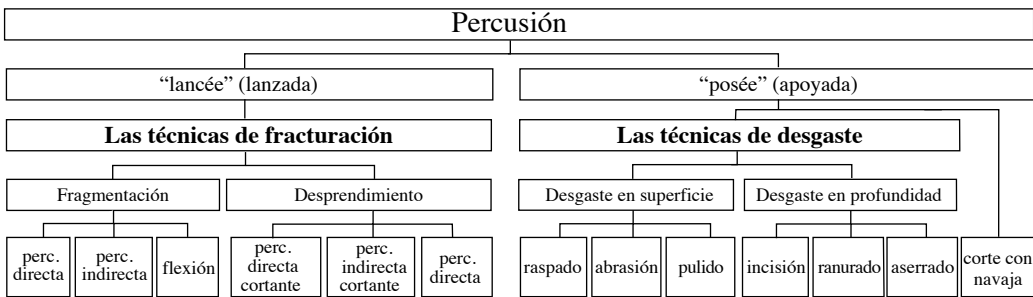 Percusión
“lancée” (lanzada)
“posée” (apoyada)
Las técnicas de fracturación
Las técnicas de desgaste
Fragmentación
Desprendimiento
Desgaste en superficie
Desgaste en profundidad
perc.
directa
perc.
indirecta
flexión
perc.
directa
cortante
perc.
indirecta
cortante
perc.
directa
raspado
abrasión
pulido
incisión
ranurado
aserrado
corte con
navaja